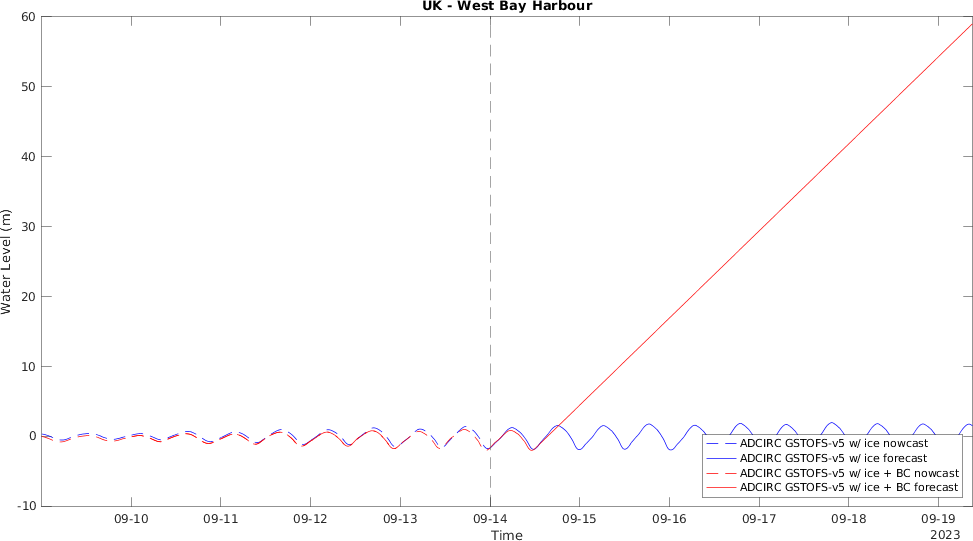 UK - West Bay Harbour
60
50
40
30
20
10
0
-10
Water Level (m)
ADCIRC GSTOFS-v5 w/ ice nowcast
ADCIRC GSTOFS-v5 w/ ice forecast
ADCIRC GSTOFS-v5 w/ ice + BC nowcast
ADCIRC GSTOFS-v5 w/ ice + BC forecast
09-10 09-11 09-12 09-13 09-14 09-15 09-16 09-17 09-18 09-19
Time 2023